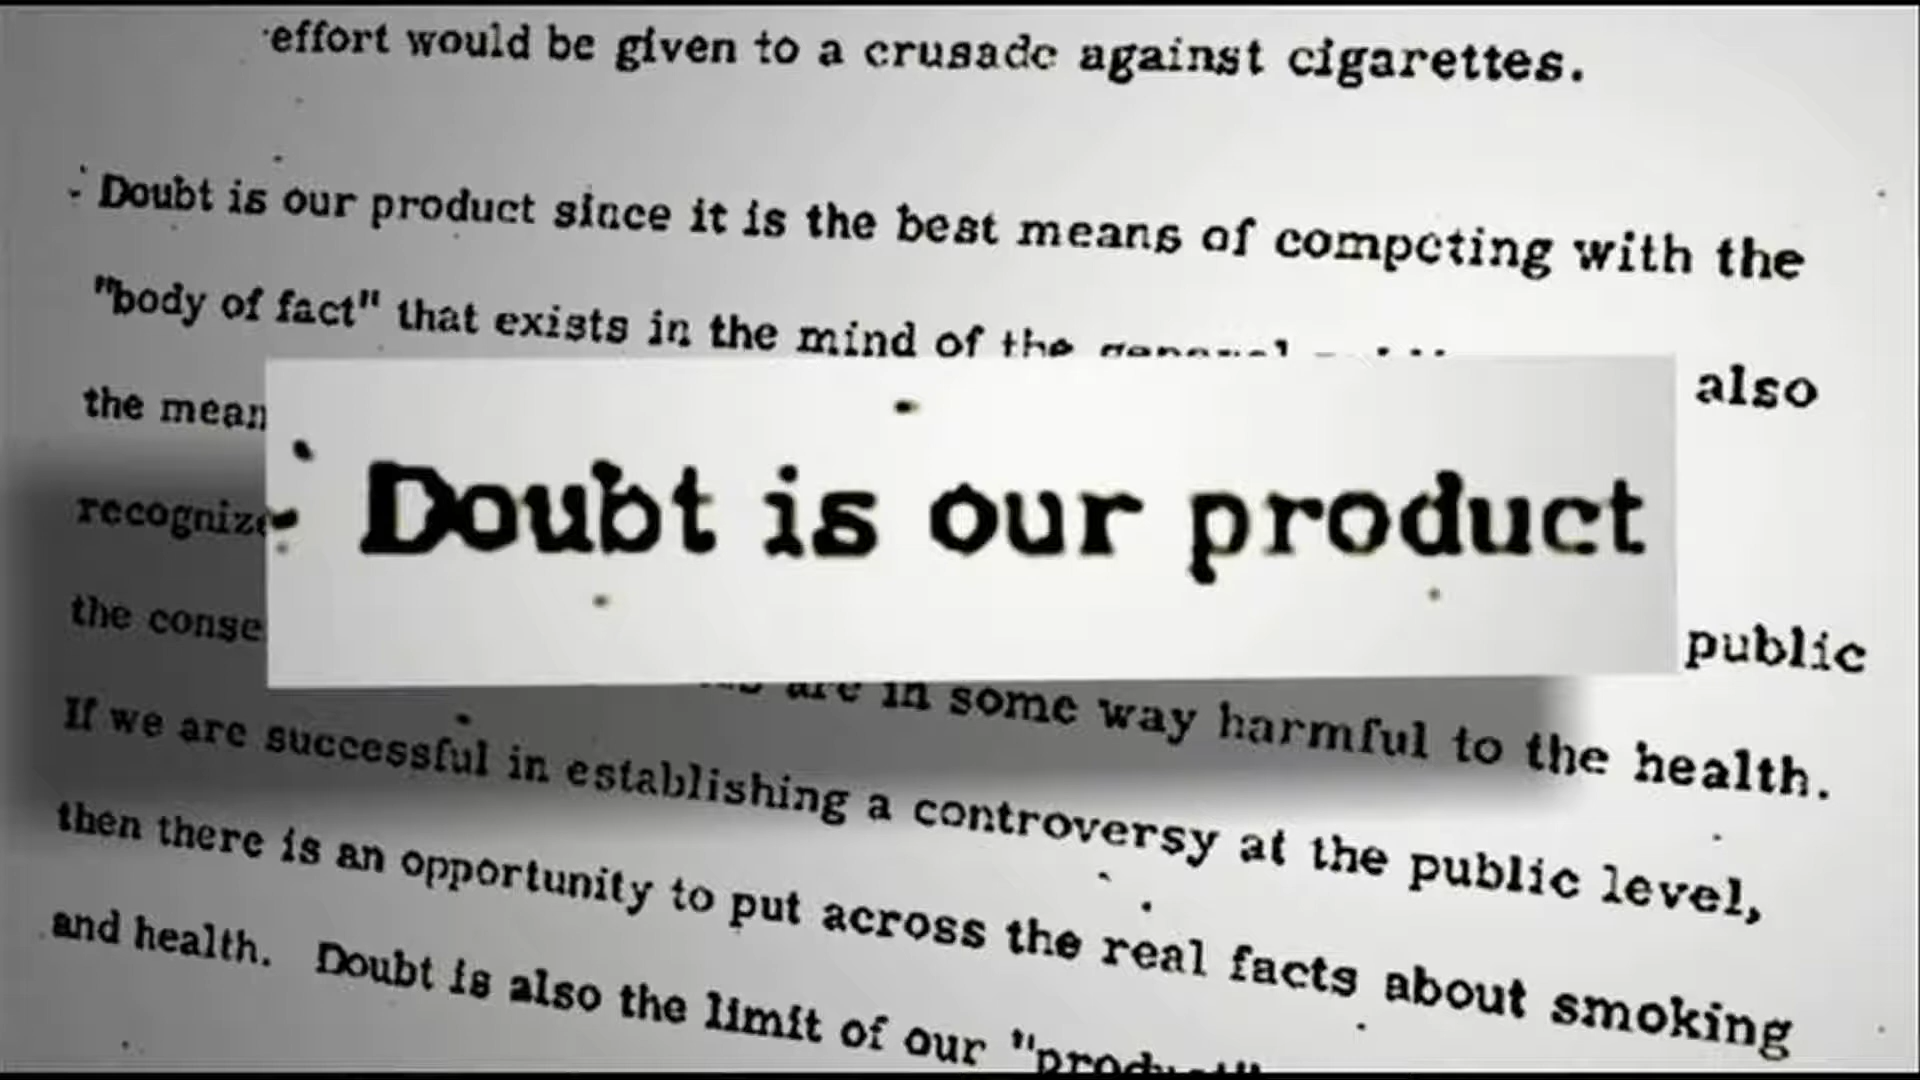 effort would be given to a crusade against cigarettes.
Doubt is our product since it is the best means of competing with the
"body of fact" that exists in the mind of the general
also
the mean
recognize
Doubt is our product
the conse
public
are in some way harmful to the health.
If we are successful in establishing a controversy at the public level,
then there is an opportunity to put across the real facts about smoking
and health. Doubt is also the limit of our "product"